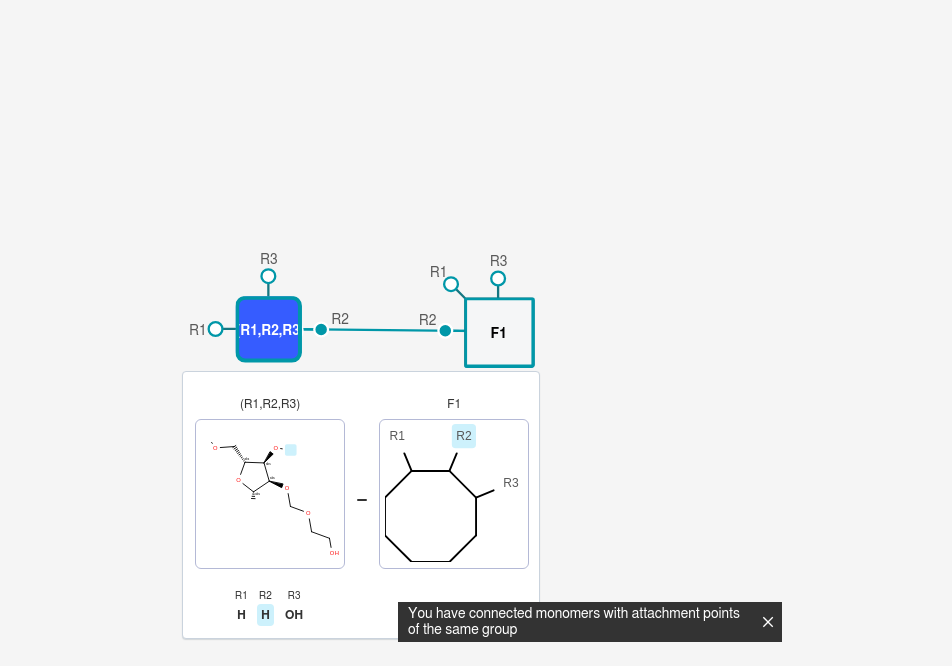 R3
R1
R3
R1
R1,R2,R3
R2
R2
F1
(R1,R2,R3)
F1
R1
R2
R3
O
O
O
O
O
OH
R1
R2
R3
H
H
OH
You have connected monomers with attachment points
of the same group